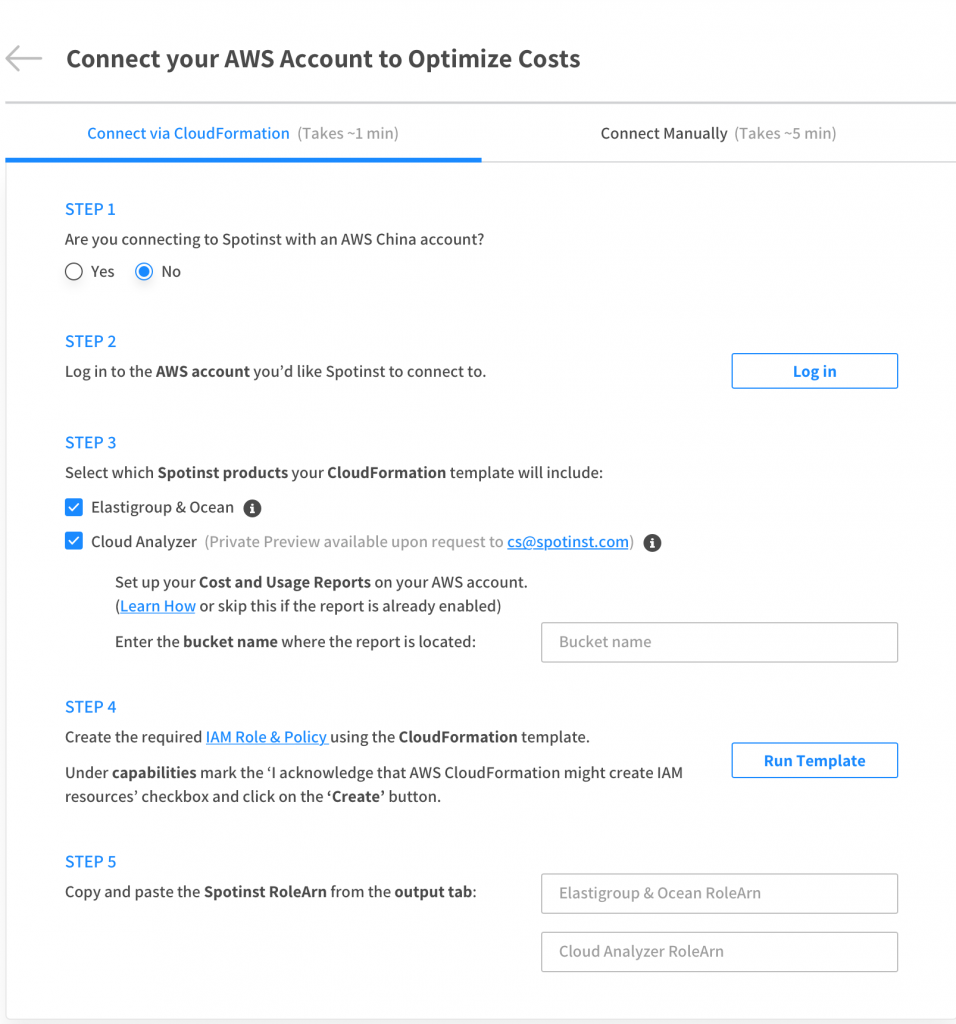 Connect your AWS Account to Optimize Costs
Connect via CloudFormation (Takes ~1 min)
Connect Manually (Takes ~5 min)
STEP 1
Are you connecting to Spotinst with an AWS China account?
Yes
No
STEP 2
Log in to the AWS account you’d like Spotinst to connect to.
Log in
STEP 3
Select which Spotinst products your CloudFormation template will include:
Elastigroup & Ocean
Cloud Analyzer (Private Preview available upon request to cs@spotinst.com)
Set up your Cost and Usage Reports on your AWS account.
(Learn How or skip this if the report is already enabled)
Enter the bucket name where the report is located:
Bucket name
STEP 4
Create the required IAM Role & Policy using the CloudFormation template.
Under capabilities mark the ‘I acknowledge that AWS CloudFormation might create IAM
resources’ checkbox and click on the ‘Create’ button.
Run Template
STEP 5
Copy and paste the Spotinst RoleArn from the output tab:
Elastigroup & Ocean RoleArn
Cloud Analyzer RoleArn